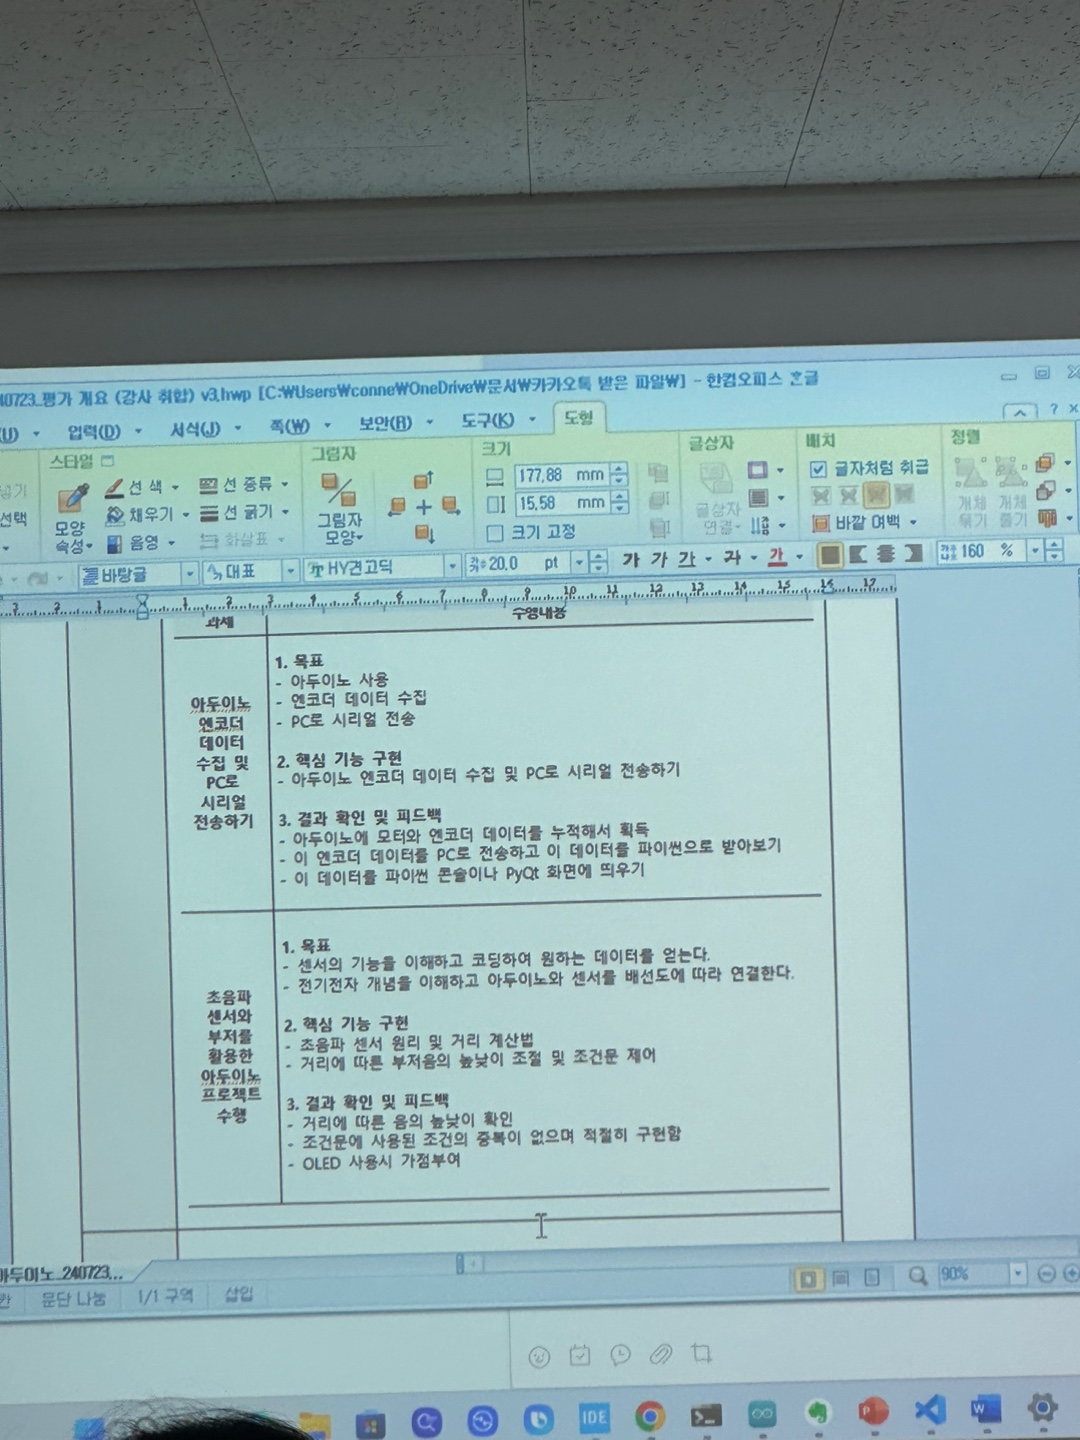 40723_평가 개요 (강사 취합) v3.hwp [C:₩Users₩conne₩OneDrive₩문서₩카카오톡 받은 파일₩] - 한컴오피스 한글
(U) 입력(D) 서식(J) 쪽(W) 보안(B) 도구(K) 도형
스타일 그림자 크기 글상자 배치 정렬
모양 속성 선 색 선 종류
채우기 선 굵기
음영 화살표
그림자 모양
177.88 mm
15.58 mm
크기 고정
글상자 연결
글자처럼 취급
바깥 여백
개체 묶기 개체 풀기
선택
바탕글 대표 HY견고딕 20.0 pt 가 가 가 가 가 160 %
3 2 1 1 2 3 4 5 6 7 8 9 10 11 12 13 14 15 16 17
과제 수행내용
아두이노
엔코더
데이터
수집 및
PC로
시리얼
전송하기
1. 목표
- 아두이노 사용
- 엔코더 데이터 수집
- PC로 시리얼 전송
2. 핵심 기능 구현
- 아두이노 엔코더 데이터 수집 및 PC로 시리얼 전송하기
3. 결과 확인 및 피드백
- 아두이노에 모터와 엔코더 데이터를 누적해서 획득
- 이 엔코더 데이터를 PC로 전송하고 이 데이터를 파이썬으로 받아보기
- 이 데이터를 파이썬 콘솔이나 PyQt 화면에 띄우기
초음파
센서와
부저를
활용한
아두이노
프로젝트
수행
1. 목표
- 센서의 기능을 이해하고 코딩하여 원하는 데이터를 얻는다.
- 전기전자 개념을 이해하고 아두이노와 센서를 배선도에 따라 연결한다.
2. 핵심 기능 구현
- 초음파 센서 원리 및 거리 계산법
- 거리에 따른 부저음의 높낮이 조절 및 조건문 제어
3. 결과 확인 및 피드백
- 거리에 따른 음의 높낮이 확인
- 조건문에 사용된 조건의 중복이 없으며 적절히 구현함
- OLED 사용시 가점부여
아두이노_240723...
문단 나눔 1/1 구역 삽입 90%
IDE